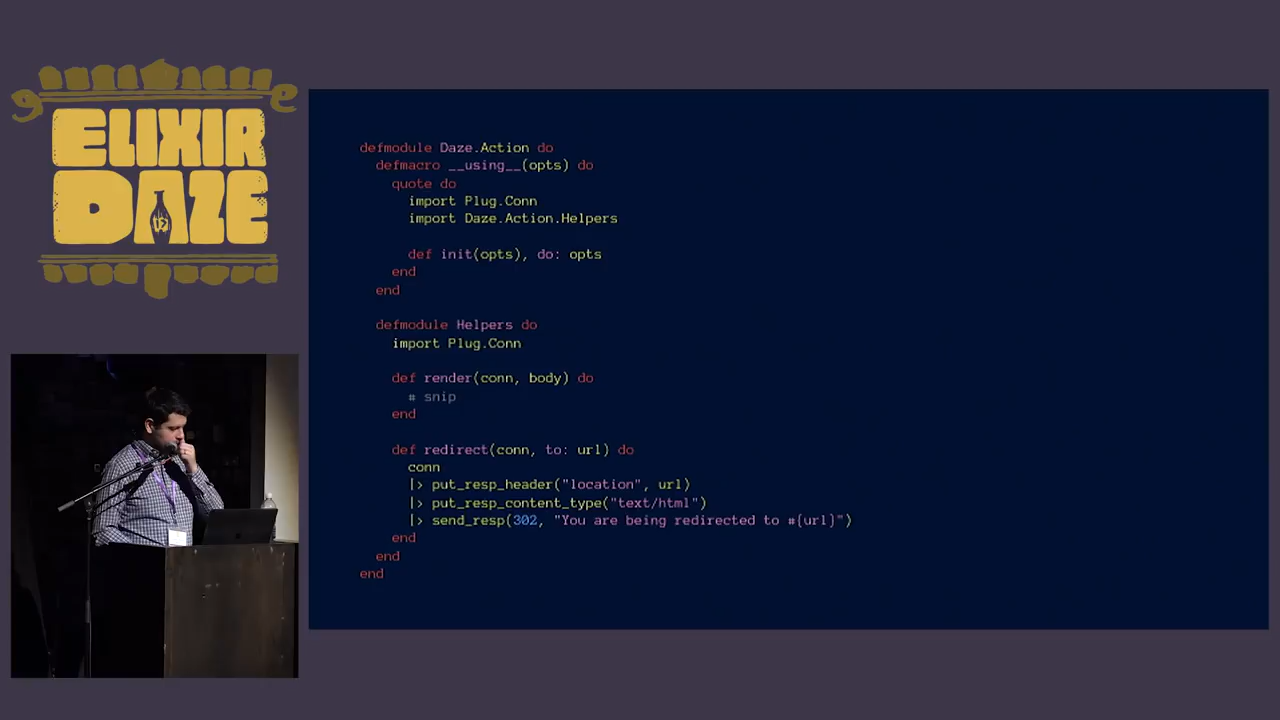 ELIXIR
DAZE
defmodule Daze.Action do
defmacro __using__(opts) do
quote do
import Plug.Conn
import Daze.Action.Helpers
def init(opts), do: opts
end
end
defmodule Helpers do
import Plug.Conn
def render(conn, body) do
# snip
end
def redirect(conn, to: url) do
conn
|> put_resp_header("location", url)
|> put_resp_content_type("text/html")
|> send_resp(302, "You are being redirected to #{url}")
end
end
end